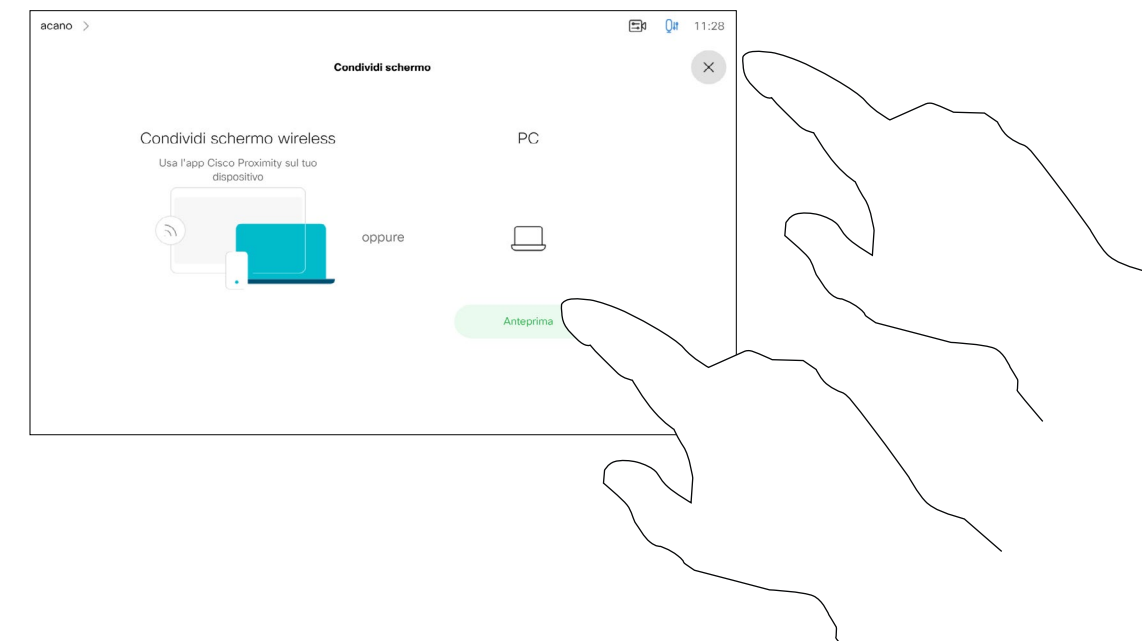 acano >
11:28
Condividi schermo
Condividi schermo wireless
Usa l'app Cisco Proximity sul tuo
dispositivo
oppure
PC
Anteprima